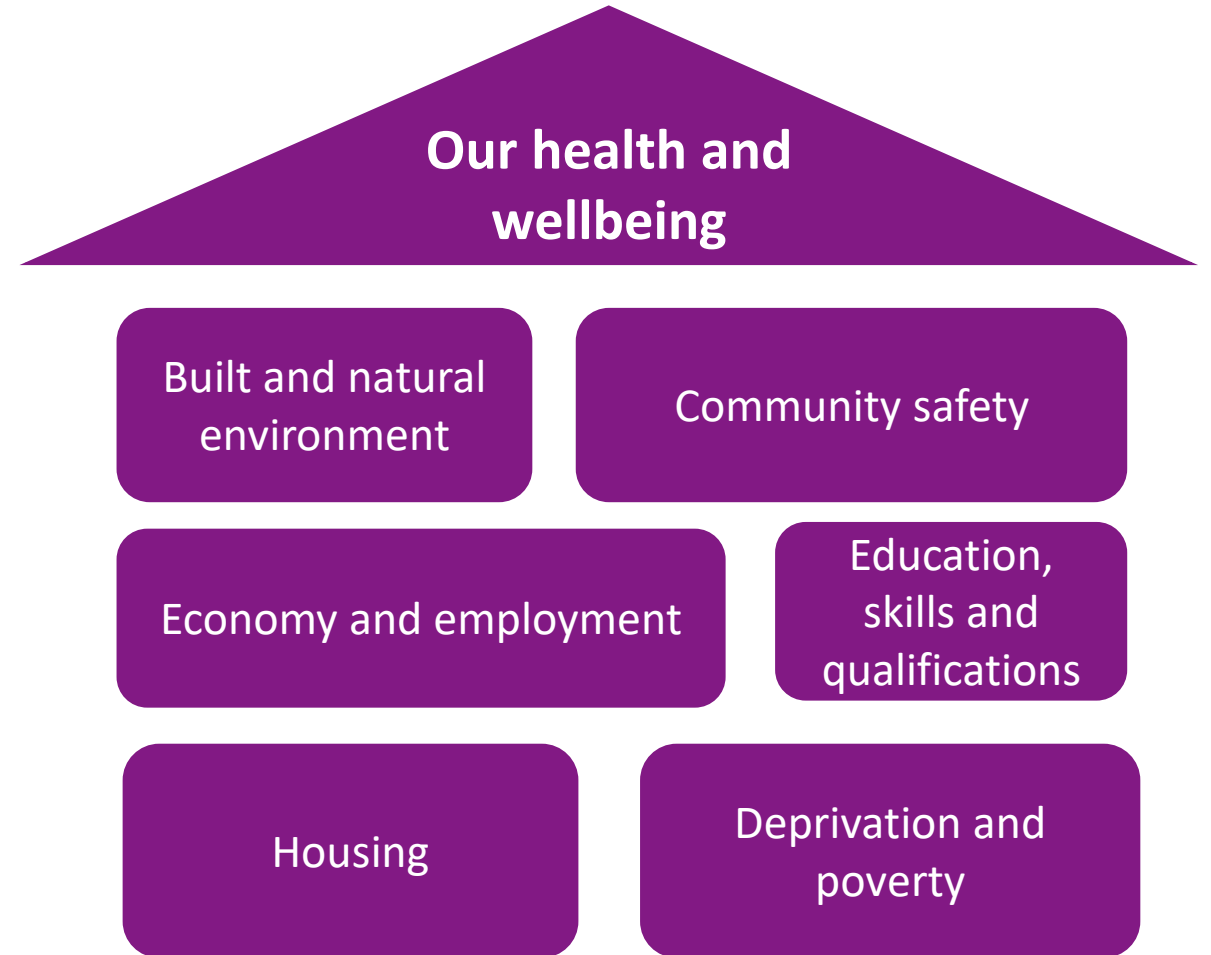 Our health and
wellbeing
Built and natural
environment
Community safety
Economy and employment
Education,
skills and
qualifications
Housing
Deprivation and
poverty